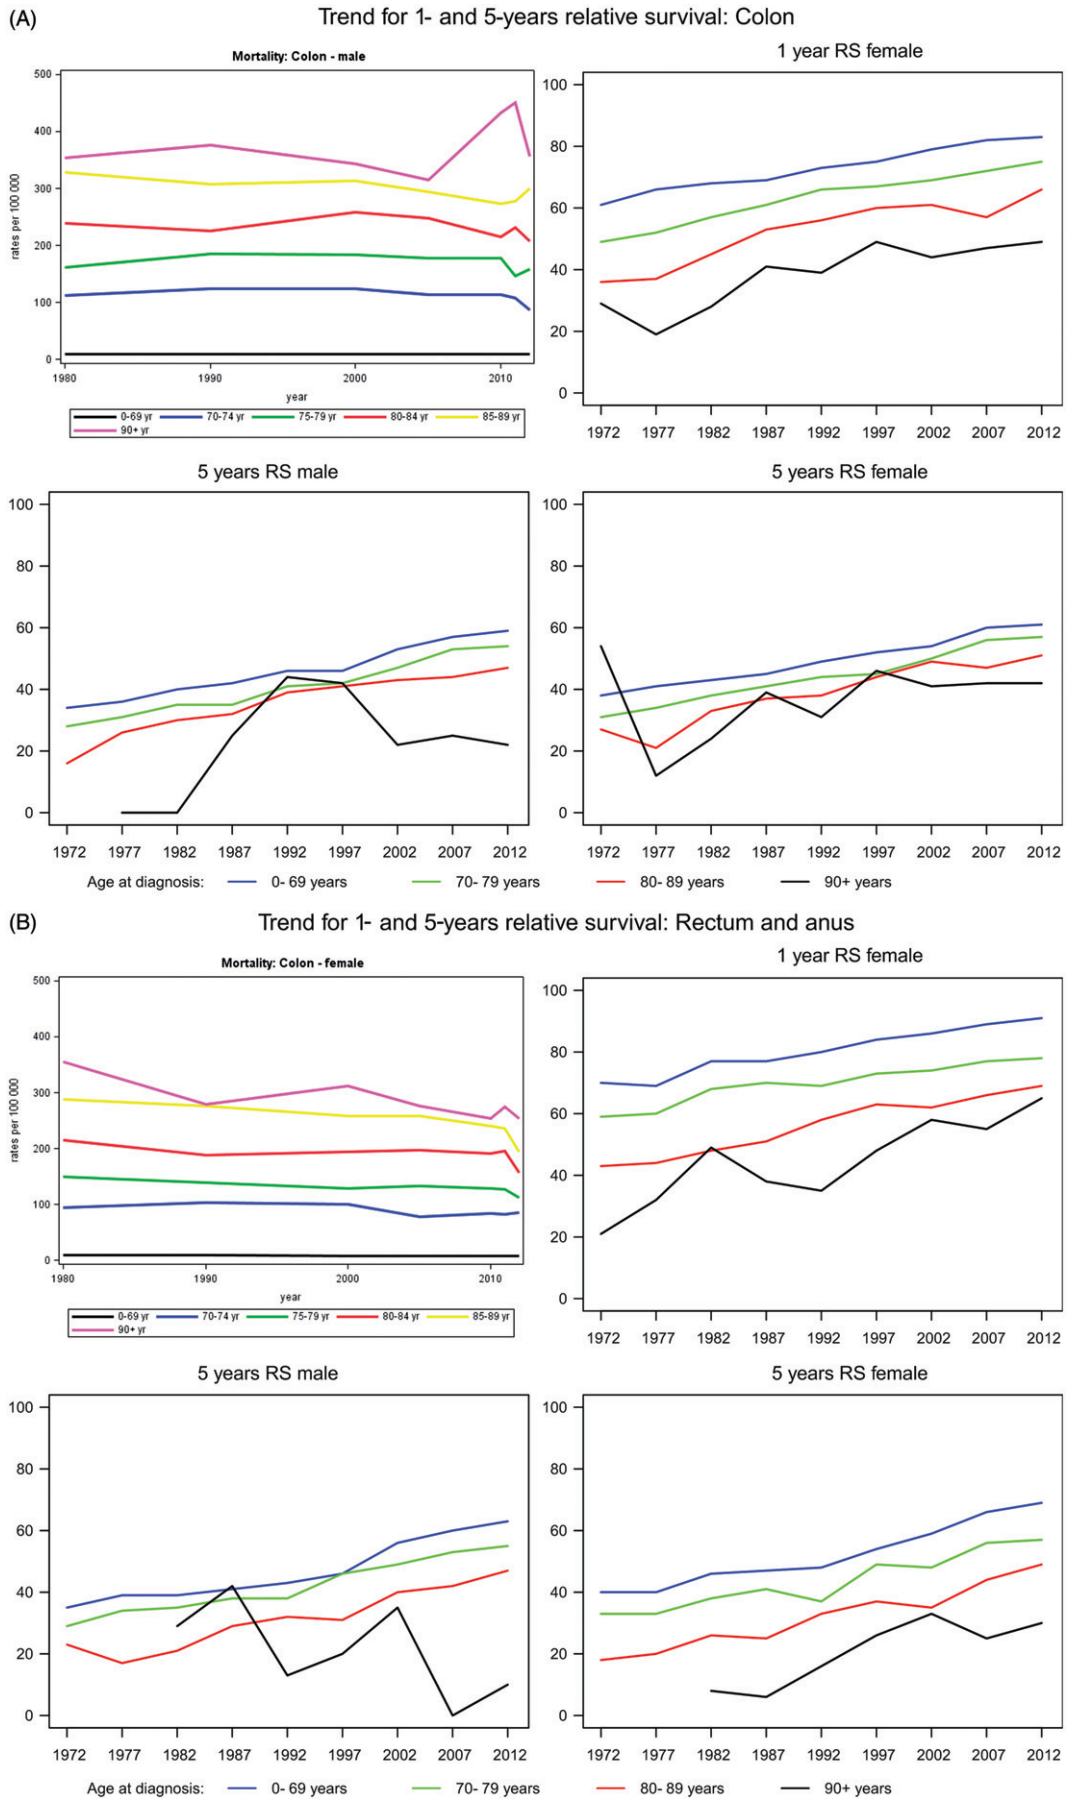 (A)
Trend for 1- and 5-years relative survival: Colon
Mortality: Colon - male
500
400
300
200
100
0
rates per 100 000
1980 1990 2000 2010
year
0-69 yr 70-74 yr 75-79 yr 80-84 yr 85-89 yr
90+ yr
1 year RS female
100
80
60
40
20
0
1972 1977 1982 1987 1992 1997 2002 2007 2012
5 years RS male
100
80
60
40
20
0
1972 1977 1982 1987 1992 1997 2002 2007 2012
5 years RS female
100
80
60
40
20
0
1972 1977 1982 1987 1992 1997 2002 2007 2012
Age at diagnosis: 0- 69 years 70- 79 years 80- 89 years 90+ years
(B)
Trend for 1- and 5-years relative survival: Rectum and anus
Mortality: Colon - female
500
400
300
200
100
0
rates per 100 000
1980 1990 2000 2010
year
0-69 yr 70-74 yr 75-79 yr 80-84 yr 85-89 yr
90+ yr
1 year RS female
100
80
60
40
20
0
1972 1977 1982 1987 1992 1997 2002 2007 2012
5 years RS male
100
80
60
40
20
0
1972 1977 1982 1987 1992 1997 2002 2007 2012
5 years RS female
100
80
60
40
20
0
1972 1977 1982 1987 1992 1997 2002 2007 2012
Age at diagnosis: 0- 69 years 70- 79 years 80- 89 years 90+ years